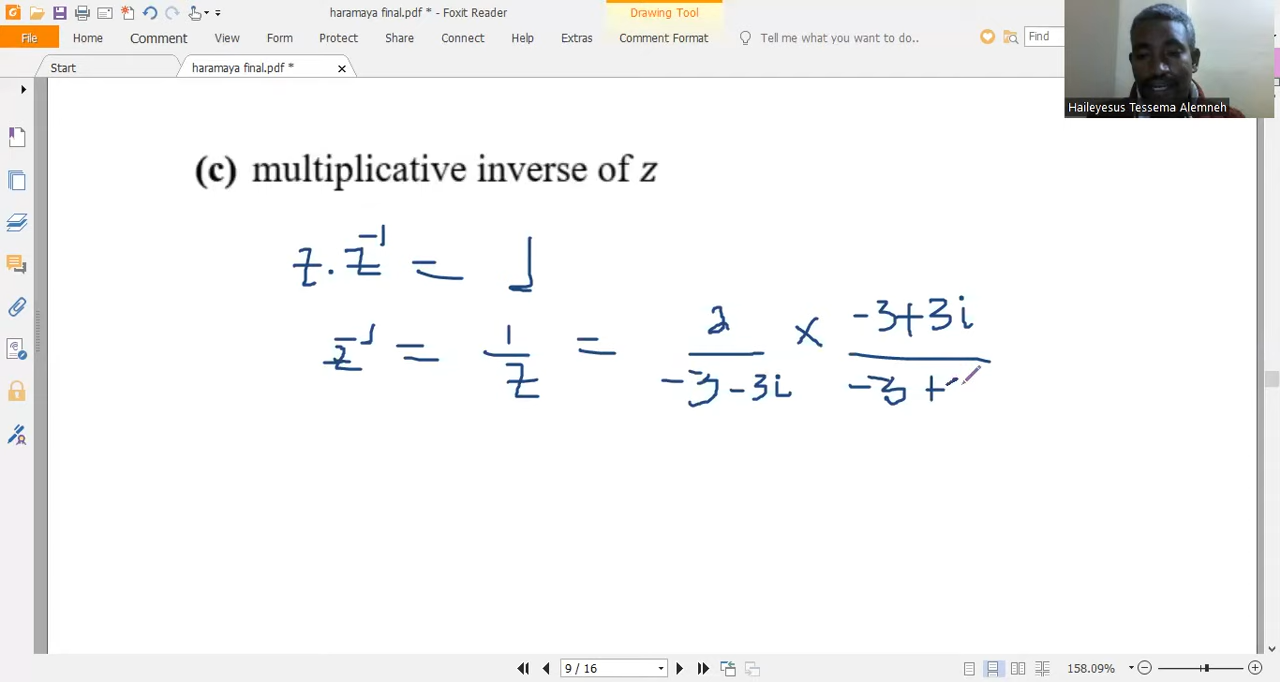 haramaya final.pdf * - Foxit Reader
Drawing Tool
File Home Comment View Form Protect Share Connect Help Extras Comment Format Tell me what you want to do.. Find
Start haramaya final.pdf *
Haileyesus Tessema Alemneh
(c) multiplicative inverse of z
z . z⁻¹ = 1
z⁻¹ = 1/z = 2/(-3-3i) × (-3+3i)/(-3+
9 / 16 158.09%